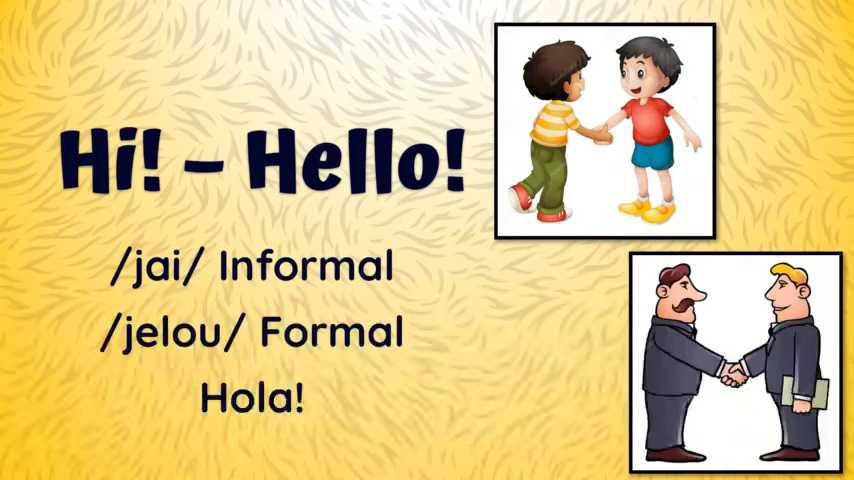 Hi! – Hello!
/jai/ Informal
/jelou/ Formal
Hola!